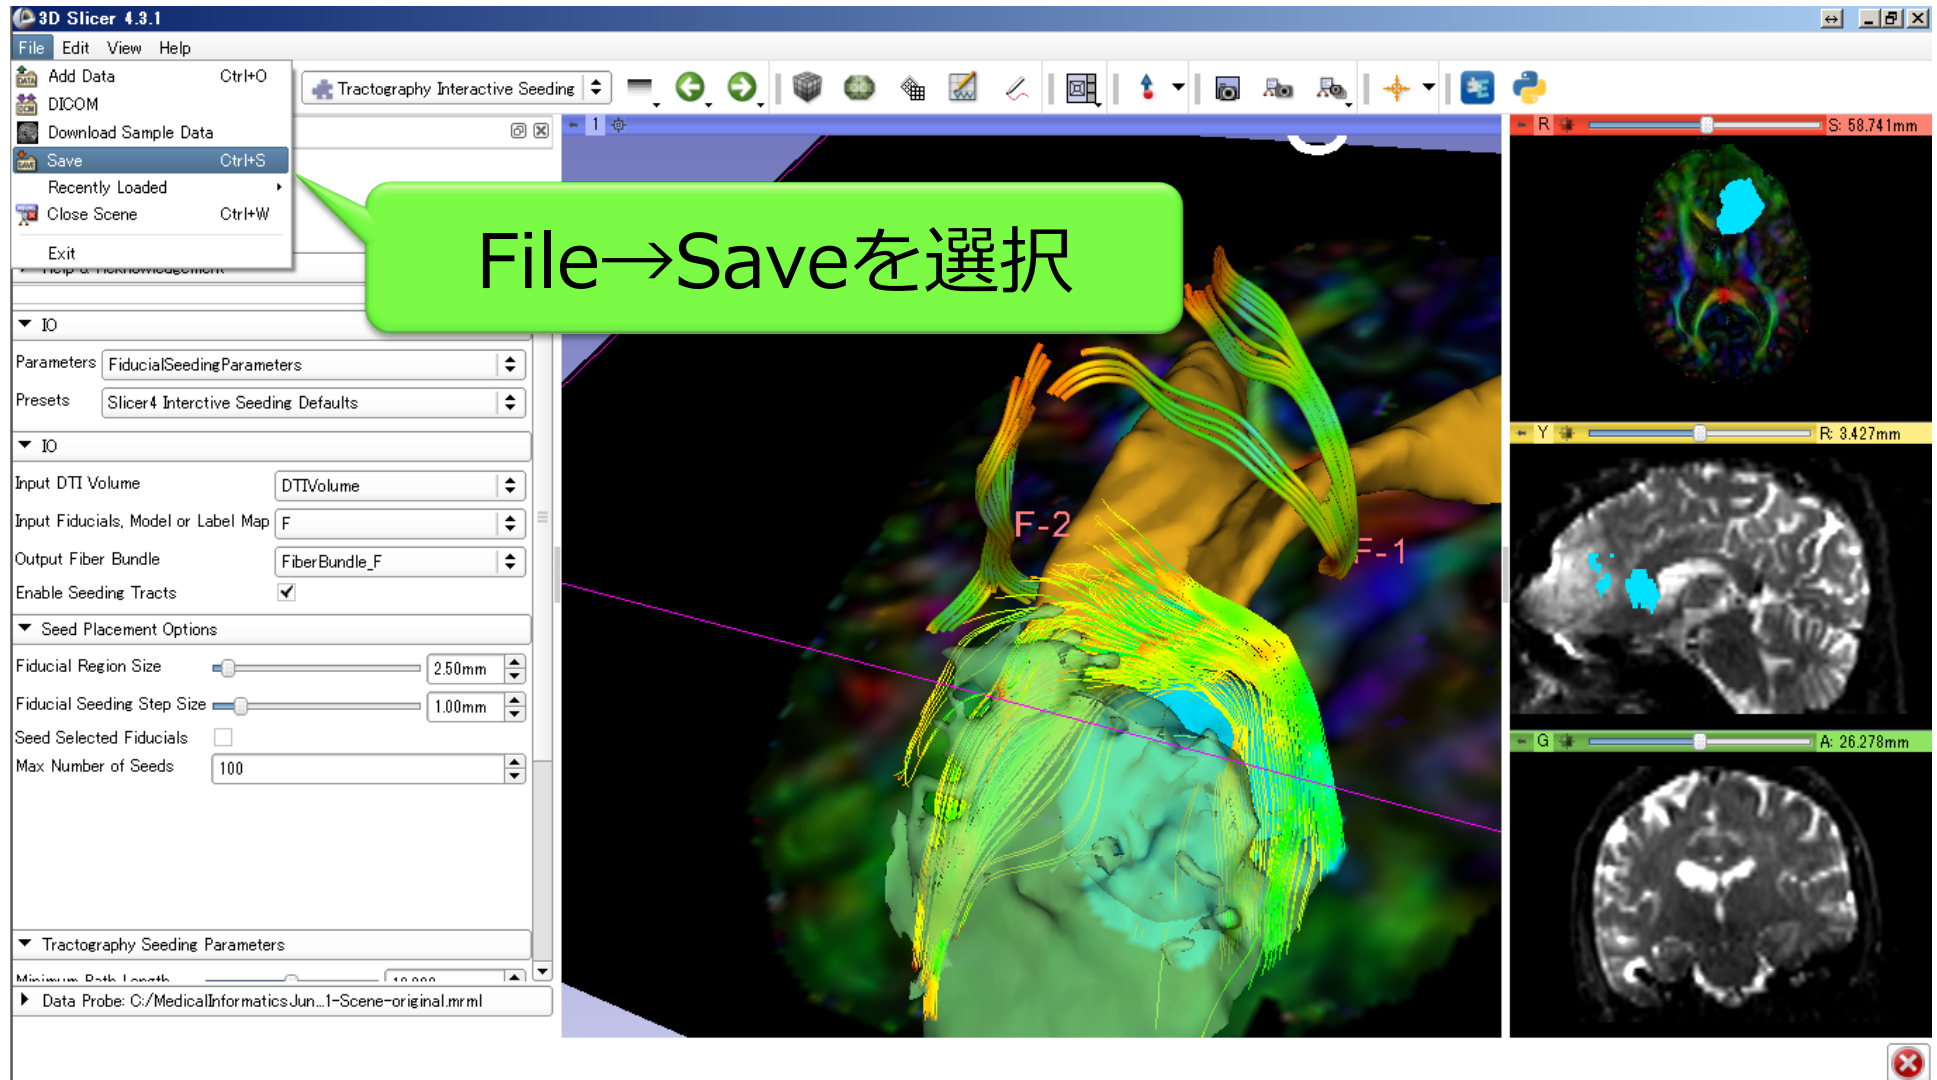 3D Slicer 4.3.1
File Edit View Help
Add Data Ctrl+O
DICOM
Download Sample Data
Save Ctrl+S
Recently Loaded
Close Scene Ctrl+W
Exit
Tractography Interactive Seeding
File→Saveを選択
Help & Acknowledgement
IO
Parameters FiducialSeedingParameters
Presets Slicer4 Interctive Seeding Defaults
IO
Input DTI Volume DTIVolume
Input Fiducials, Model or Label Map F
Output Fiber Bundle FiberBundle_F
Enable Seeding Tracts
Seed Placement Options
Fiducial Region Size 2.50mm
Fiducial Seeding Step Size 1.00mm
Seed Selected Fiducials
Max Number of Seeds 100
Tractography Seeding Parameters
Minimum Path Length
Data Probe: C:/MedicalInformaticsJun...1-Scene-original.mrml
1
F-2
F-1
R S: 58.741mm
Y R: 3.427mm
G A: 26.278mm